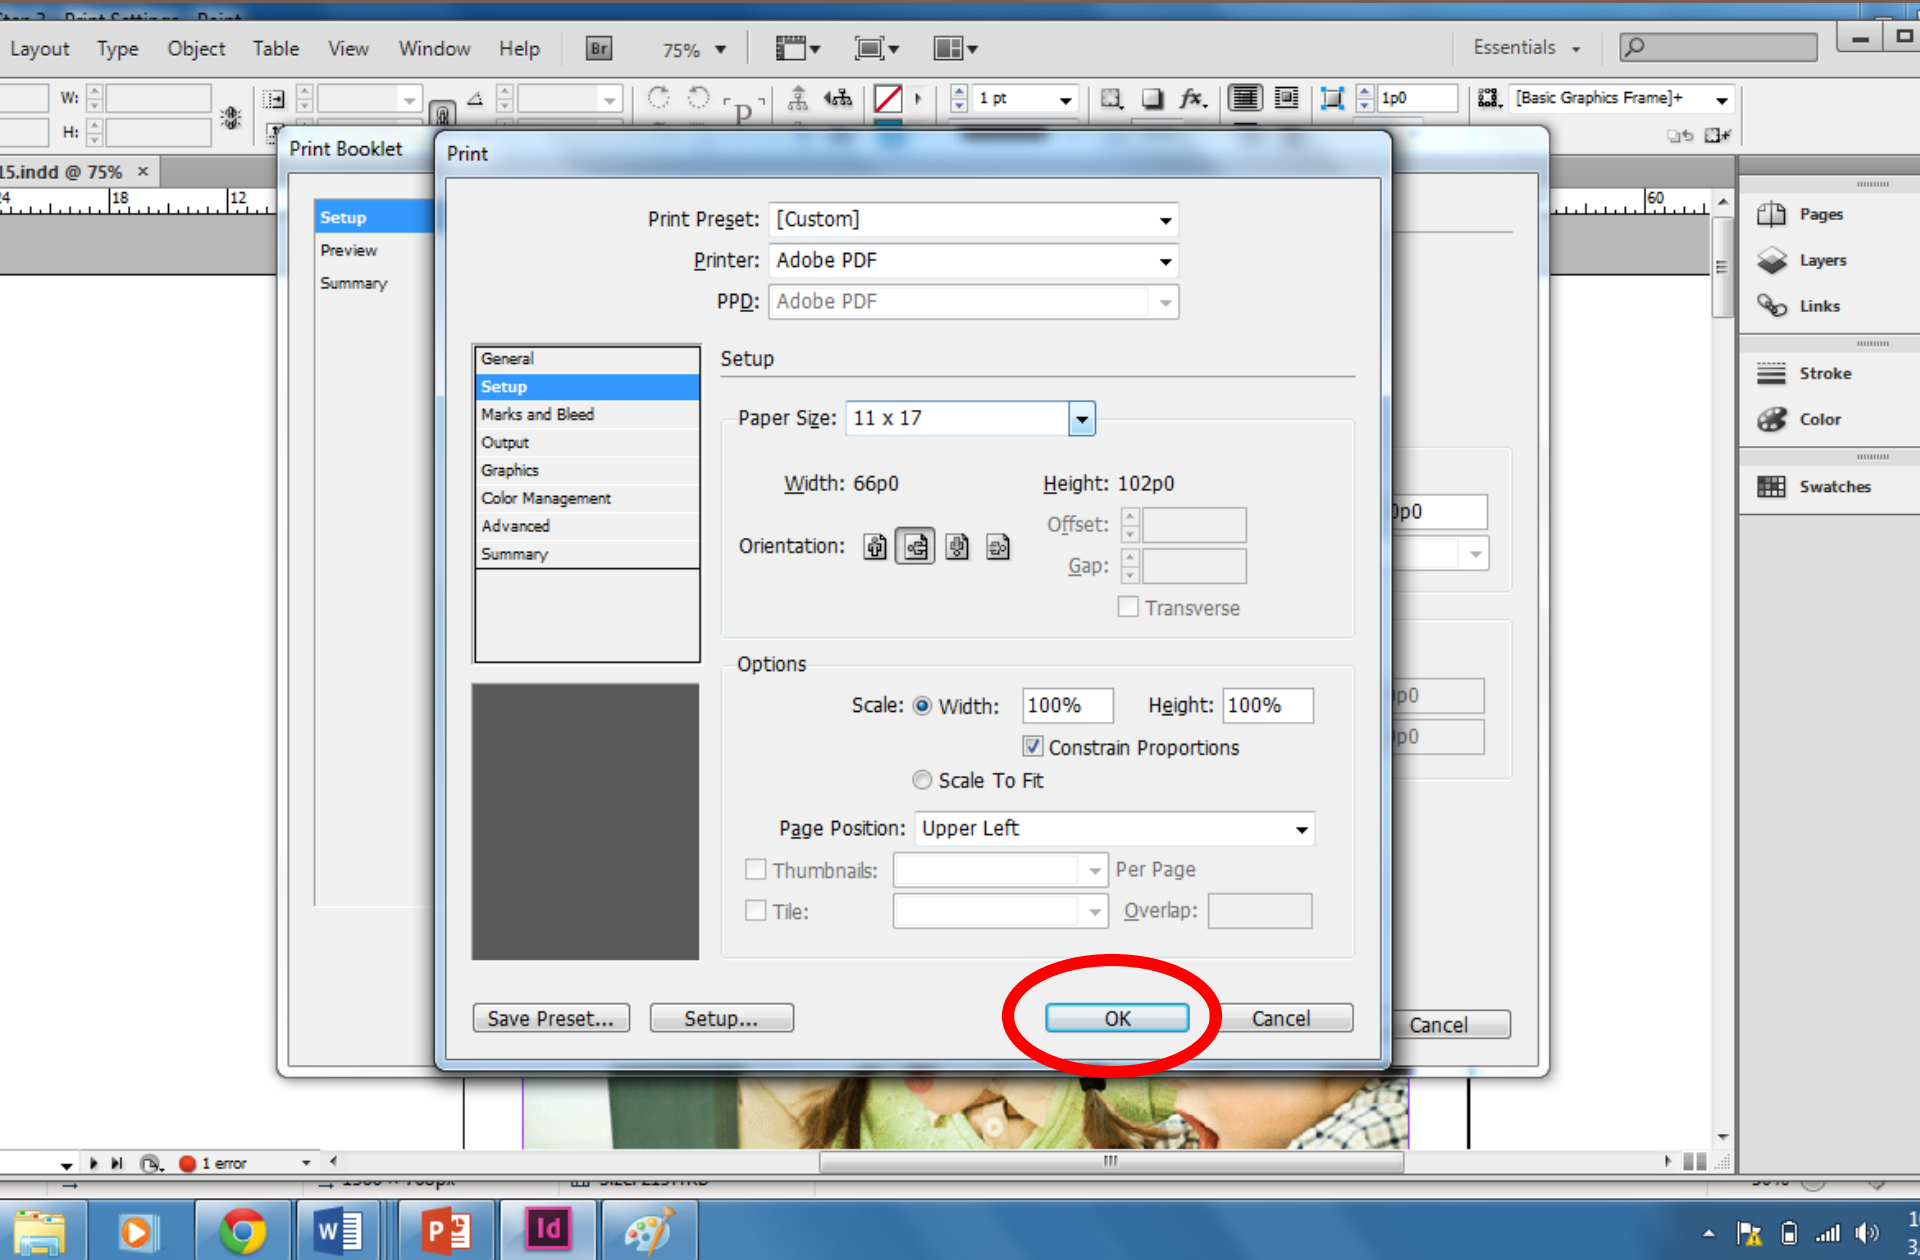 Layout Type Object Table View Window Help Br 75% Essentials
W: 1 pt 1p0 [Basic Graphics Frame]+
H:
15.indd @ 75% ×
Print Booklet
Print
24 18 12 60
Setup
Preview
Summary
Print Preset: [Custom]
Printer: Adobe PDF
PPD: Adobe PDF
General
Setup
Marks and Bleed
Output
Graphics
Color Management
Advanced
Summary
Setup
Paper Size: 11 x 17
Width: 66p0 Height: 102p0
Orientation:
Offset:
Gap:
Transverse
Options
Scale: Width: 100% Height: 100%
Constrain Proportions
Scale To Fit
Page Position: Upper Left
Thumbnails: Per Page
Tile: Overlap:
Save Preset... Setup... OK Cancel
Cancel
Pages
Layers
Links
Stroke
Color
Swatches
1 error
W P Id